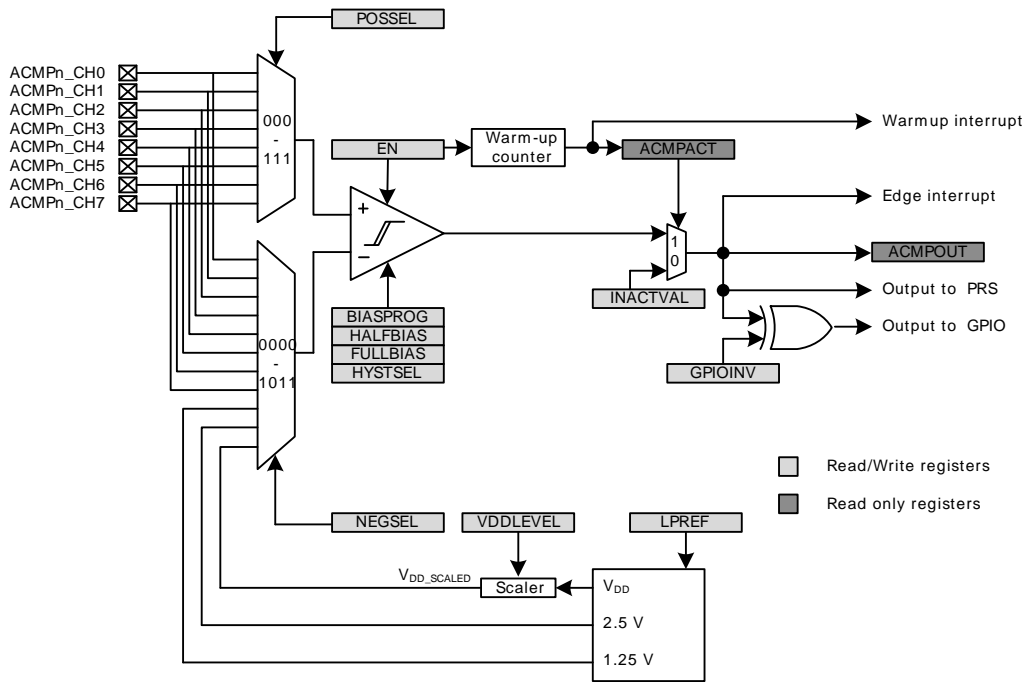 POSSEL
ACMPn_CH0
ACMPn_CH1
ACMPn_CH2
ACMPn_CH3
ACMPn_CH4
ACMPn_CH5
ACMPn_CH6
ACMPn_CH7
000
-
111
EN
Warm-up
counter
ACMPACT
Warmup interrupt
+
−
1
0
Edge interrupt
ACMPOUT
INACTVAL
Output to PRS
Output to GPIO
BIASPROG
HALFBIAS
FULLBIAS
HYSTSEL
GPIOINV
0000
-
1011
Read/Write registers
Read only registers
NEGSEL
VDDLEVEL
LPREF
VDD_SCALED
Scaler
VDD
2.5 V
1.25 V